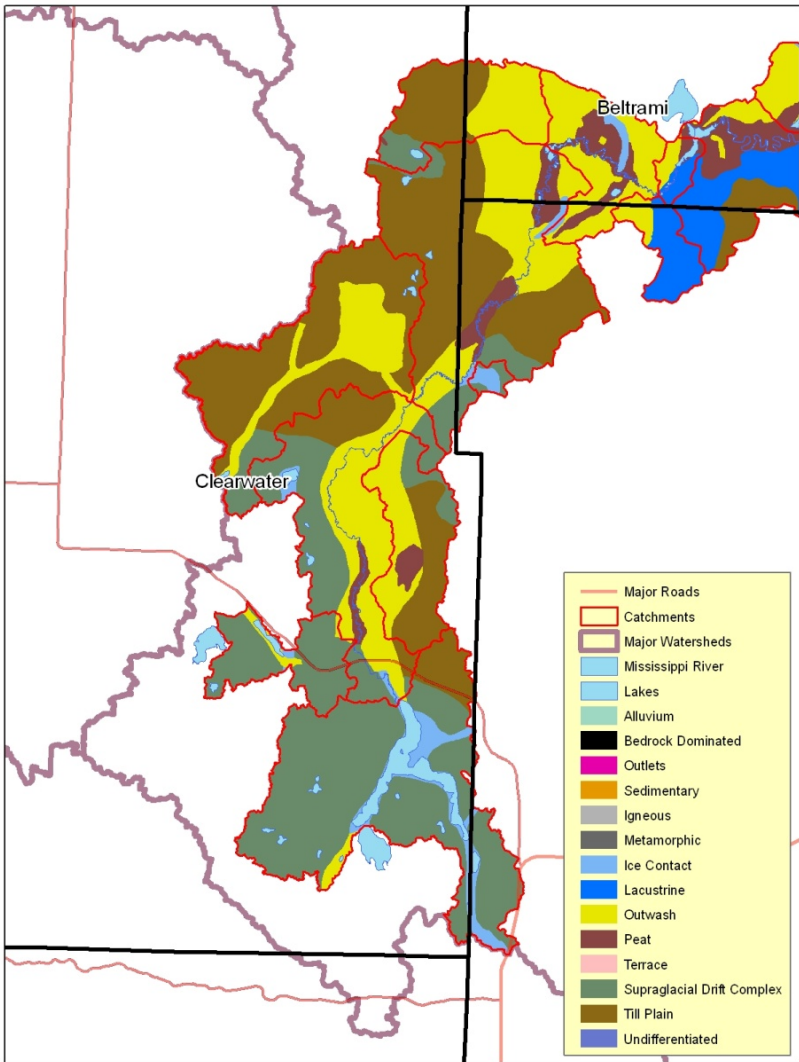 Beltrami
Clearwater
Major Roads
Catchments
Major Watersheds
Mississippi River
Lakes
Alluvium
Bedrock Dominated
Outlets
Sedimentary
Igneous
Metamorphic
Ice Contact
Lacustrine
Outwash
Peat
Terrace
Supraglacial Drift Complex
Till Plain
Undifferentiated